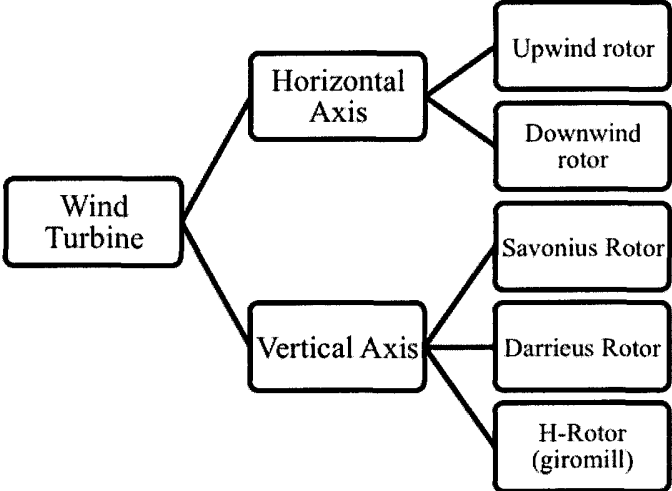 Wind
Turbine
Horizontal
Axis
Upwind rotor
Downwind
rotor
Vertical Axis
Savonius Rotor
Darrieus Rotor
H-Rotor
(giromill)